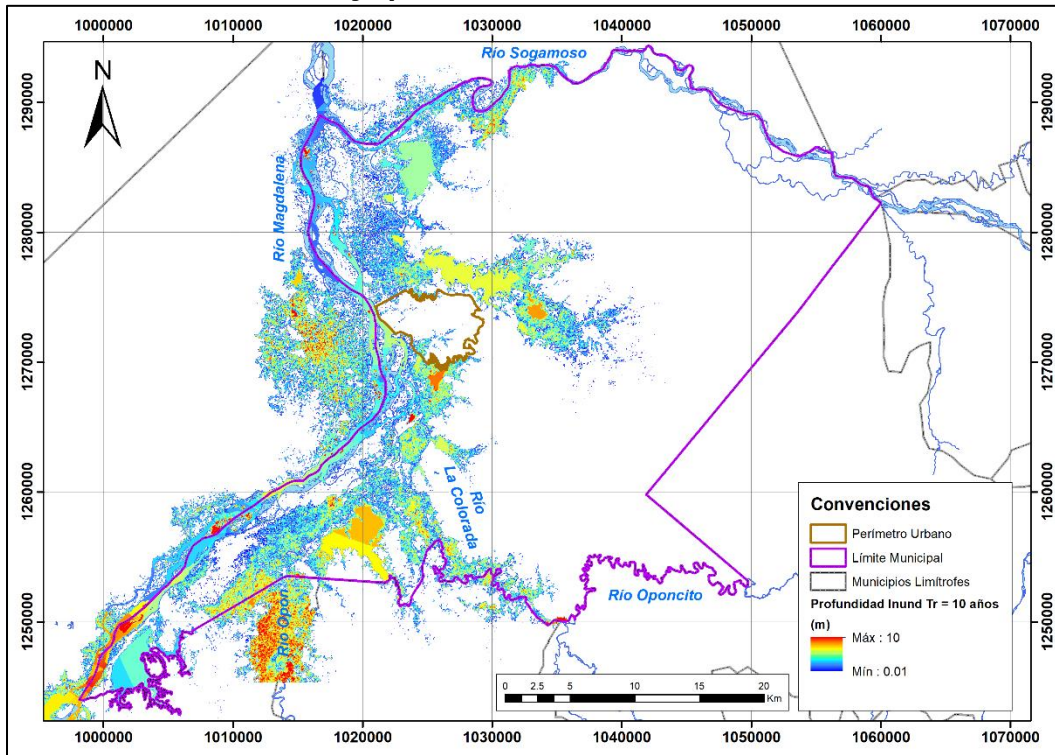 1000000 1010000 1020000 1030000 1040000 1050000 1060000 1070000
N
Río Sogamoso
1290000 1290000
Río Magdalena
1280000 1280000
1270000 1270000
Río
La Colorada
1260000 1260000
Río Opon
Río Oponcito
1250000 1250000
Convenciones
Perímetro Urbano
Límite Municipal
Municipios Limítrofes
Profundidad Inund Tr = 10 años
(m)
Máx : 10
Mín : 0.01
0 2.5 5 10 15 20
Km
1000000 1010000 1020000 1030000 1040000 1050000 1060000 1070000